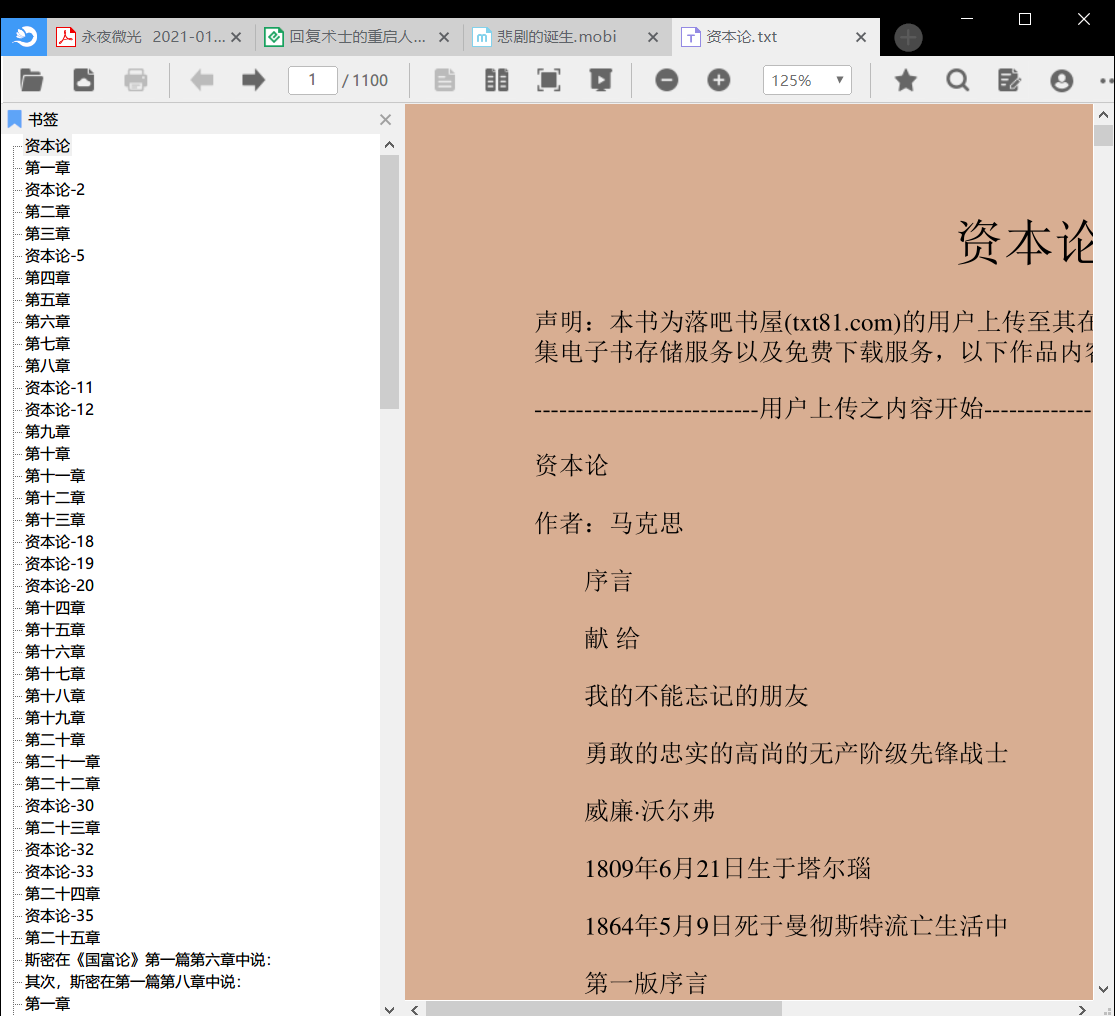 永夜微光 2021-01...
回复术士的重启人...
悲剧的诞生.mobi
资本论.txt
1 / 1100
125%
书签
资本论
第一章
资本论-2
第二章
第三章
资本论-5
第四章
第五章
第六章
第七章
第八章
资本论-11
资本论-12
第九章
第十章
第十一章
第十二章
第十三章
资本论-18
资本论-19
资本论-20
第十四章
第十五章
第十六章
第十七章
第十八章
第十九章
第二十章
第二十一章
第二十二章
资本论-30
第二十三章
资本论-32
资本论-33
第二十四章
资本论-35
第二十五章
斯密在《国富论》第一篇第六章中说：
其次，斯密在第一篇第八章中说：
第一章
资本论
声明：本书为落吧书屋(txt81.com)的用户上传至其在
集电子书存储服务以及免费下载服务，以下作品内容
---------------------------用户上传之内容开始-------------
资本论
作者：马克思
序言
献 给
我的不能忘记的朋友
勇敢的忠实的高尚的无产阶级先锋战士
威廉·沃尔弗
1809年6月21日生于塔尔瑙
1864年5月9日死于曼彻斯特流亡生活中
第一版序言